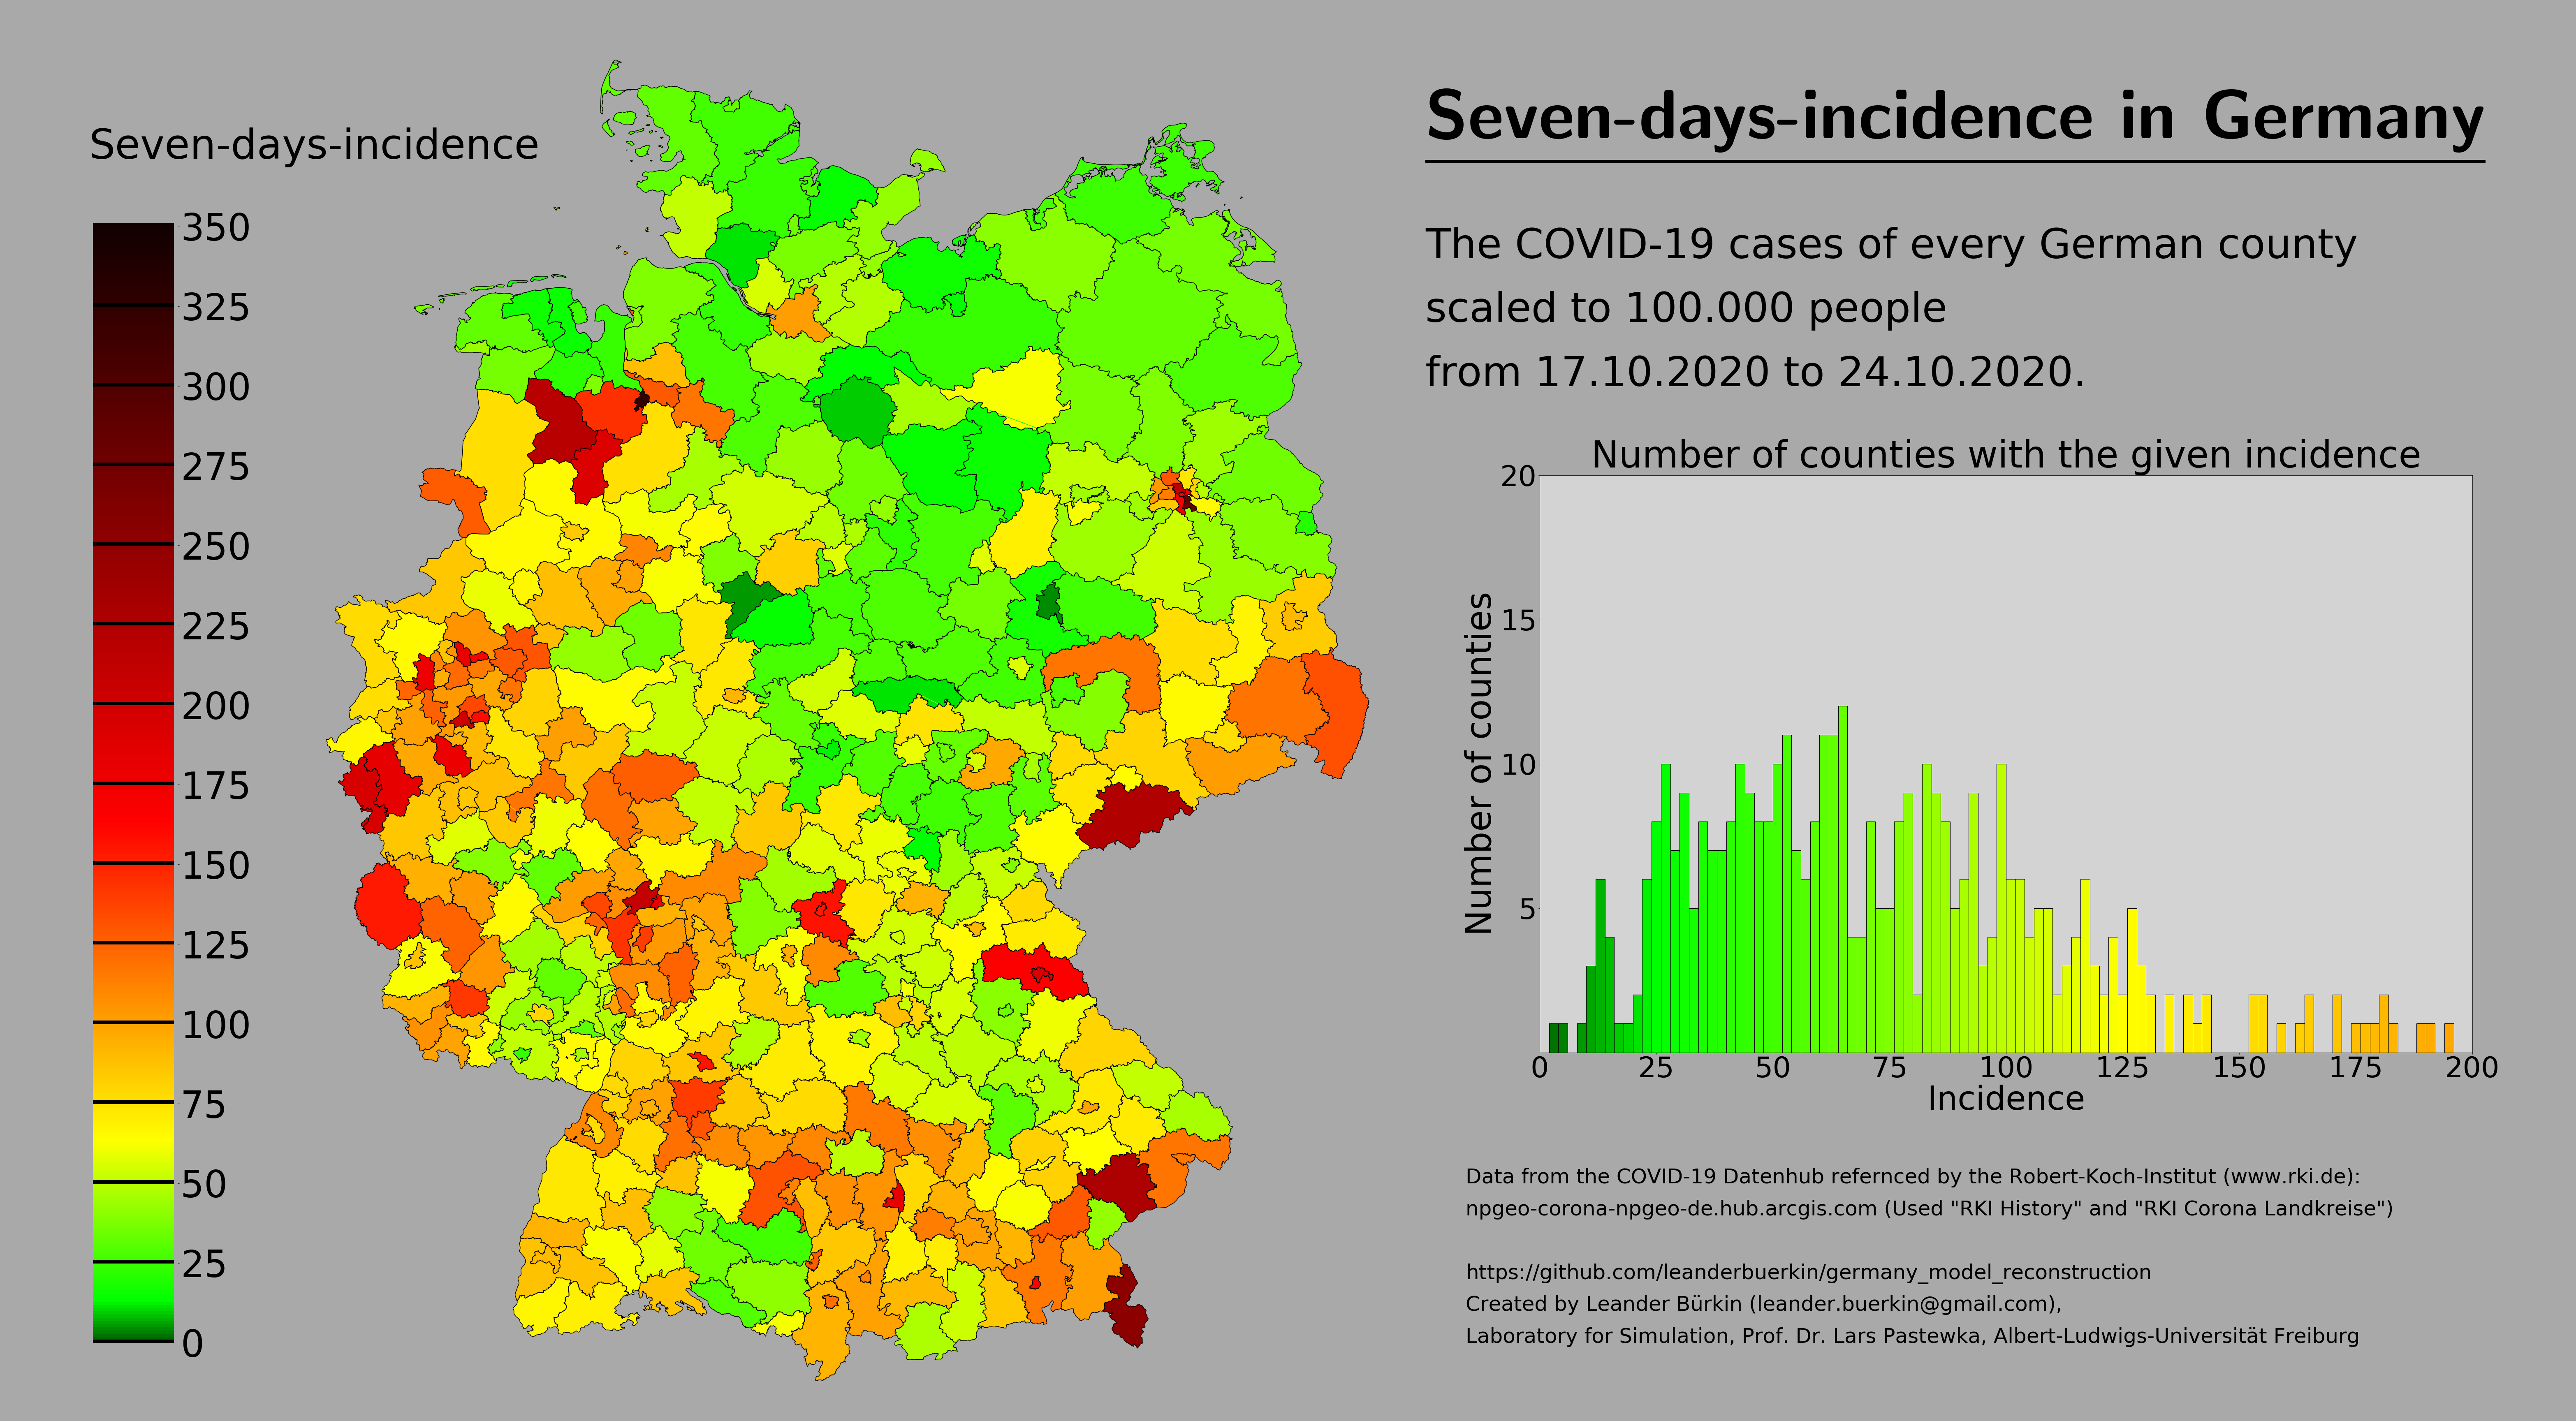 Seven-days-incidence
350
325
300
275
250
225
200
175
150
125
100
75
50
25
0
Seven-days-incidence in Germany
The COVID-19 cases of every German county
scaled to 100.000 people
from 17.10.2020 to 24.10.2020.
Number of counties with the given incidence
Number of counties
20
15
10
5
0 25 50 75 100 125 150 175 200
Incidence
Data from the COVID-19 Datenhub refernced by the Robert-Koch-Institut (www.rki.de):
npgeo-corona-npgeo-de.hub.arcgis.com (Used "RKI History" and "RKI Corona Landkreise")
https://github.com/leanderbuerkin/germany_model_reconstruction
Created by Leander Bürkin (leander.buerkin@gmail.com),
Laboratory for Simulation, Prof. Dr. Lars Pastewka, Albert-Ludwigs-Universität Freiburg